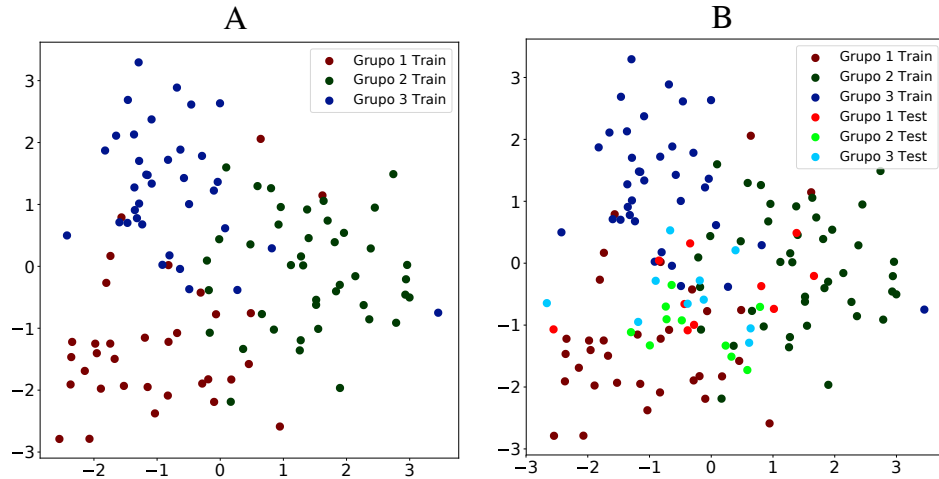 A
B
Grupo 1 Train
Grupo 2 Train
Grupo 3 Train
3
2
1
0
−1
−2
−3
−2
−1
0
1
2
3
Grupo 1 Train
Grupo 2 Train
Grupo 3 Train
Grupo 1 Test
Grupo 2 Test
Grupo 3 Test
3
2
1
0
−1
−2
−3
−3
−2
−1
0
1
2
3